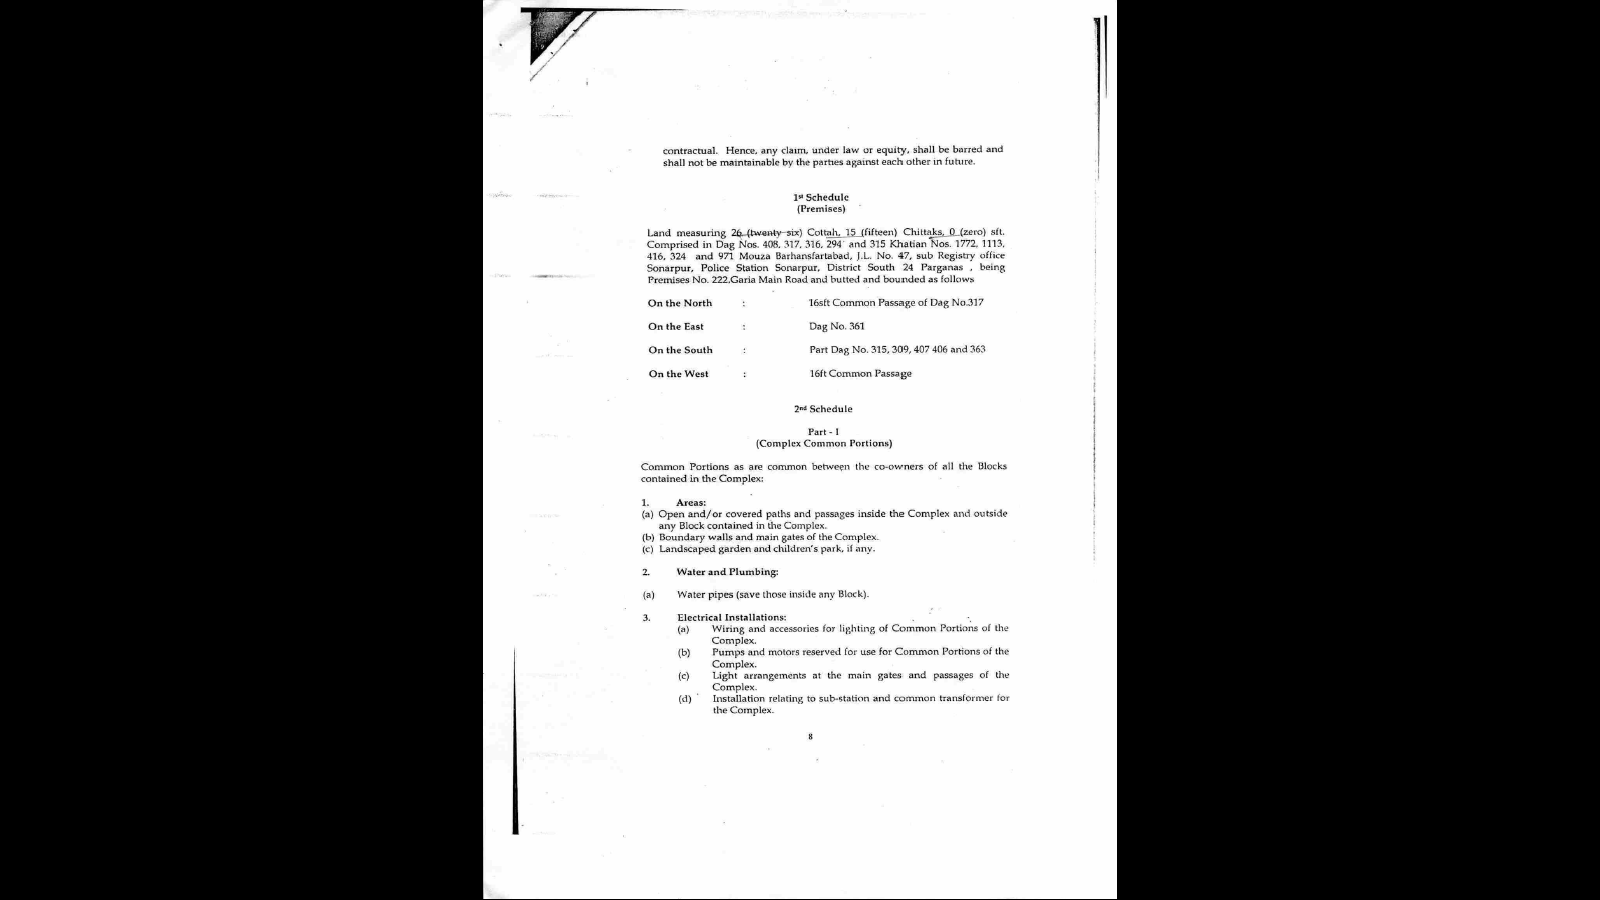 contractual. Hence, any claim, under law or equity, shall be barred and
shall not be maintainable by the parties against each other in future.
1st Schedule
(Premises)
Land measuring 26 (twenty six) Cottah, 15 (fifteen) Chittaks, 0 (zero) sft.
Comprised in Dag Nos. 408, 317, 316, 294 and 315 Khatian Nos. 1772, 1113,
416, 324 and 971 Mouza Barhansfartabad, J.L. No. 47, sub Registry office
Sonarpur, Police Station Sonarpur, District South 24 Parganas , being
Premises No. 222,Garia Main Road and butted and bounded as follows
On the North : 16sft Common Passage of Dag No.317
On the East : Dag No. 361
On the South : Part Dag No. 315, 309, 407 406 and 363
On the West : 16ft Common Passage
2nd Schedule
Part - I
(Complex Common Portions)
Common Portions as are common between the co-owners of all the Blocks
contained in the Complex:
1. Areas:
(a) Open and/or covered paths and passages inside the Complex and outside
any Block contained in the Complex.
(b) Boundary walls and main gates of the Complex.
(c) Landscaped garden and children's park, if any.
2. Water and Plumbing:
(a) Water pipes (save those inside any Block).
3. Electrical Installations:
(a) Wiring and accessories for lighting of Common Portions of the
Complex.
(b) Pumps and motors reserved for use for Common Portions of the
Complex.
(c) Light arrangements at the main gates and passages of the
Complex.
(d) Installation relating to sub-station and common transformer for
the Complex.
8